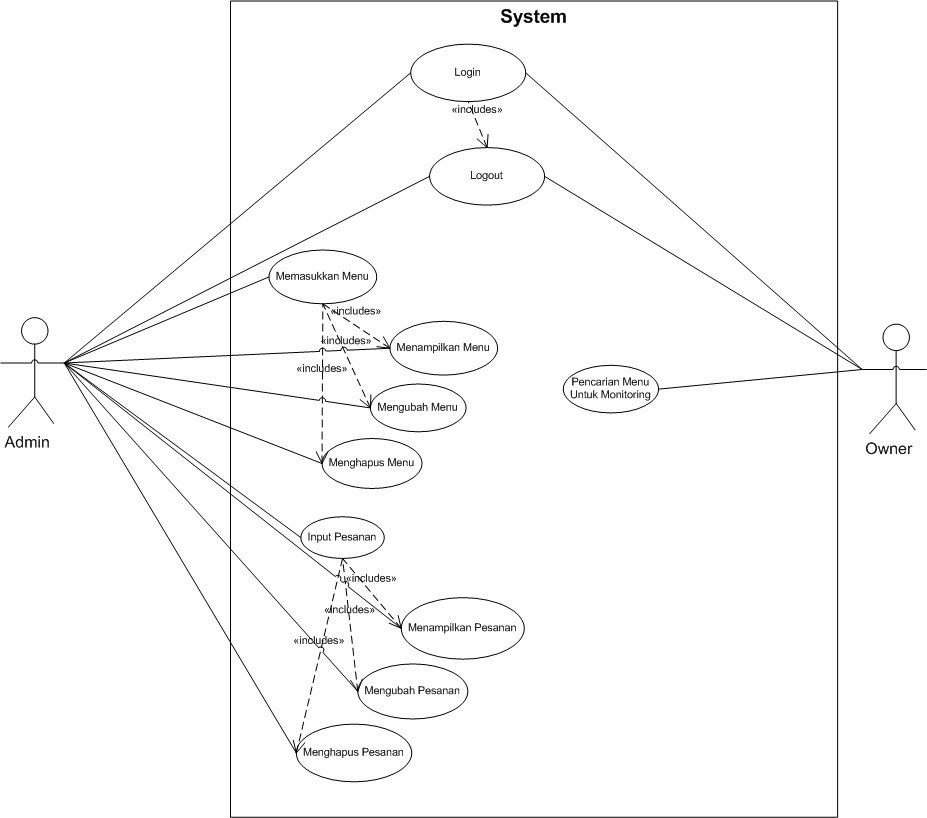 System
Login
«includes»
Logout
Memasukkan Menu
«includes»
«includes»
Menampilkan Menu
«includes»
Pencarian Menu
Untuk Monitoring
Mengubah Menu
Admin
Owner
Menghapus Menu
Input Pesanan
«includes»
«includes»
Menampilkan Pesanan
«includes»
Mengubah Pesanan
Menghapus Pesanan